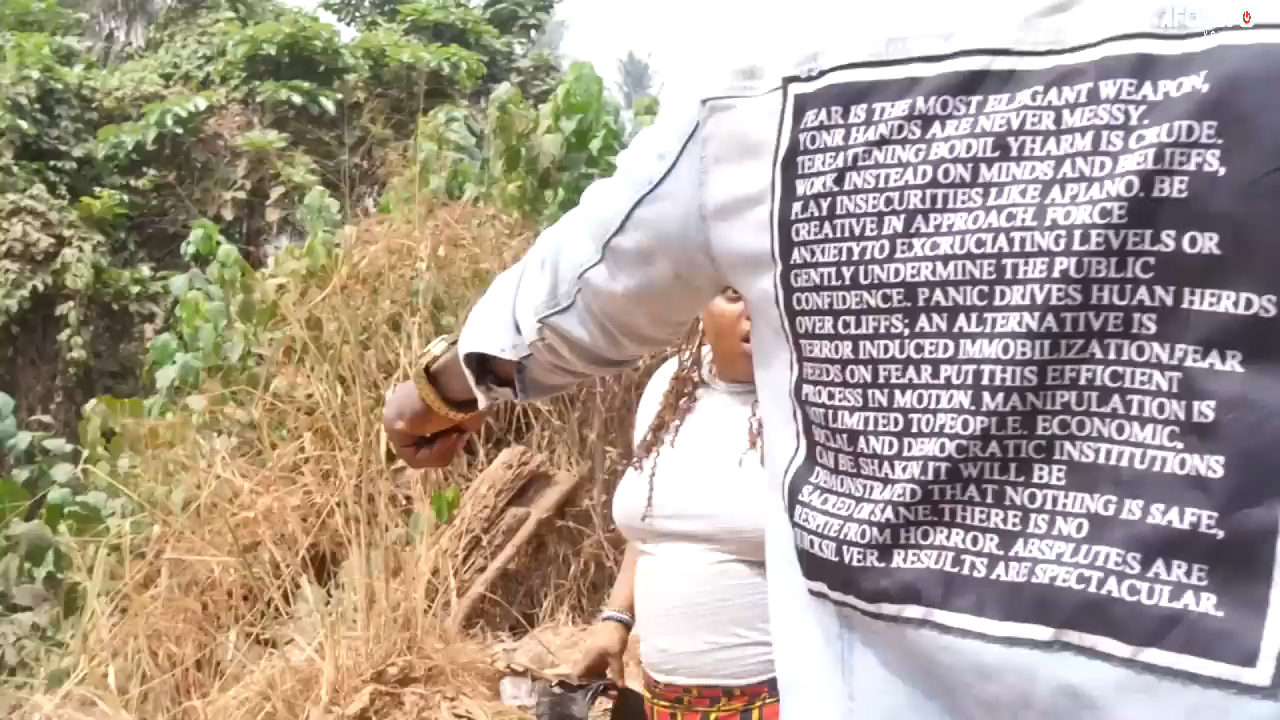 FEAR IS THE MOST ELEGANT WEAPON,
YONR HANDS ARE NEVER MESSY.
TEREATENING BODIL YHARM IS CRUDE.
WORK INSTEAD ON MINDS AND BELIEFS,
PLAY INSECURITIES LIKE APIANO. BE
CREATIVE IN APPROACH. FORCE
ANXIETYTO EXCRUCIATING LEVELS OR
GENTLY UNDERMINE THE PUBLIC
CONFIDENCE. PANIC DRIVES HUAN HERDS
OVER CLIFFS; AN ALTERNATIVE IS
TERROR INDUCED IMMOBILIZATION.FEAR
FEEDS ON FEAR.PUT THIS EFFICIENT
PROCESS IN MOTION. MANIPULATION IS
NOT LIMITED TOPEOPLE. ECONOMIC,
SOCIAL AND DEMOCRATIC INSTITUTIONS
CAN BE SHAKIN.IT WILL BE
DEMONSTRATED THAT NOTHING IS SAFE,
SACRED OR SANE.THERE IS NO
RESPITE FROM HORROR. ABSPLUTES ARE
QUICKSIL VER. RESULTS ARE SPECTACULAR.